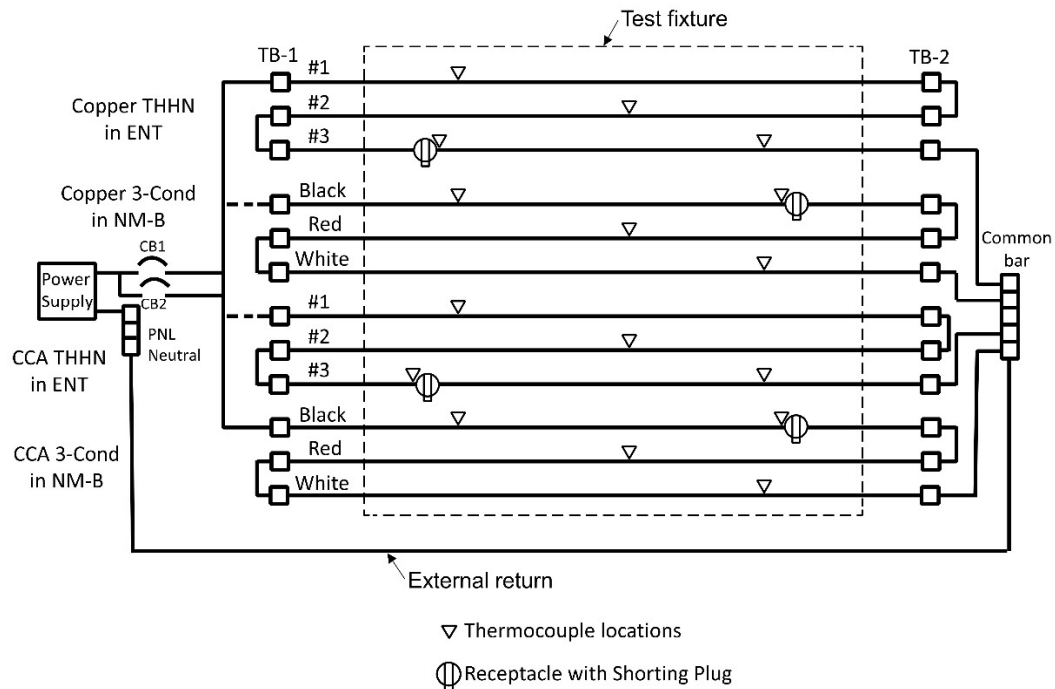 Test fixture
TB-1
TB-2
#1
Copper THHN
in ENT
#2
#3
Copper 3-Cond
in NM-B
Black
Red
White
Common
bar
CB1
Power
Supply
CB2
PNL
Neutral
#1
CCA THHN
in ENT
#2
#3
Black
CCA 3-Cond
in NM-B
Red
White
External return
Thermocouple locations
Receptacle with Shorting Plug